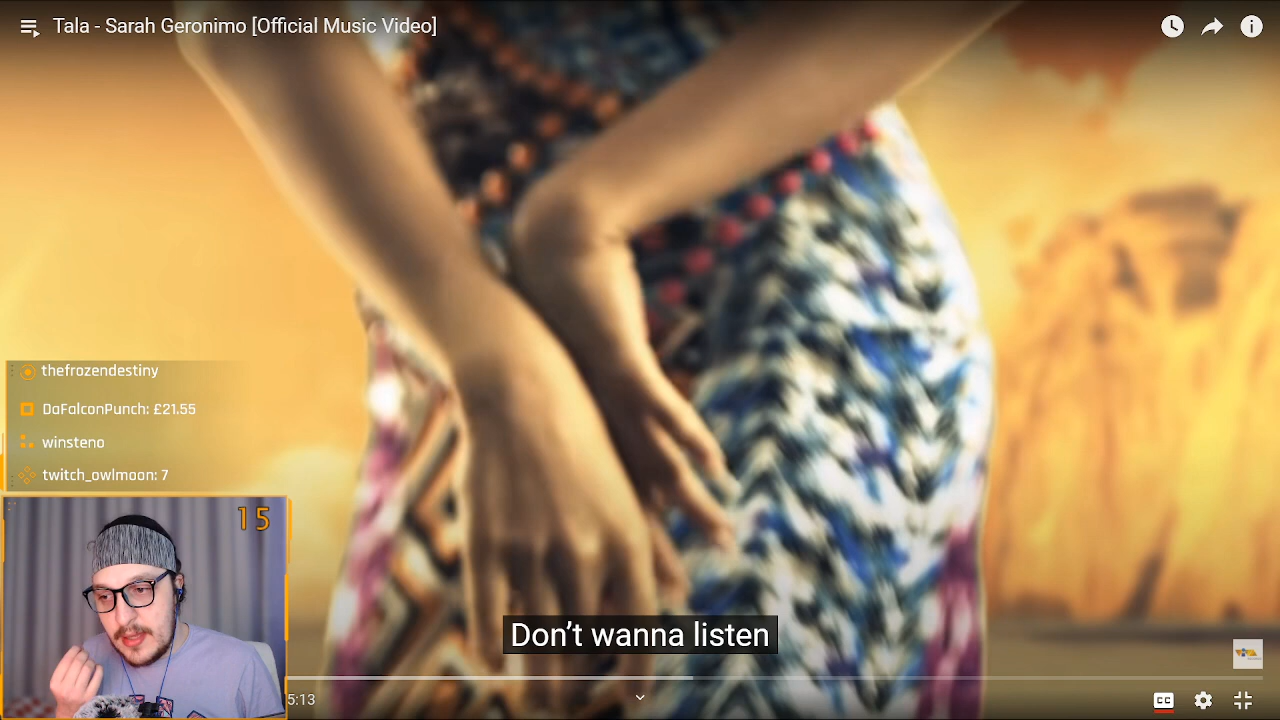 Tala - Sarah Geronimo [Official Music Video]
thefrozendestiny
DaFalconPunch: £21.55
winsteno
twitch_owlmoon: 7
15
Don’t wanna listen
5:13
CC